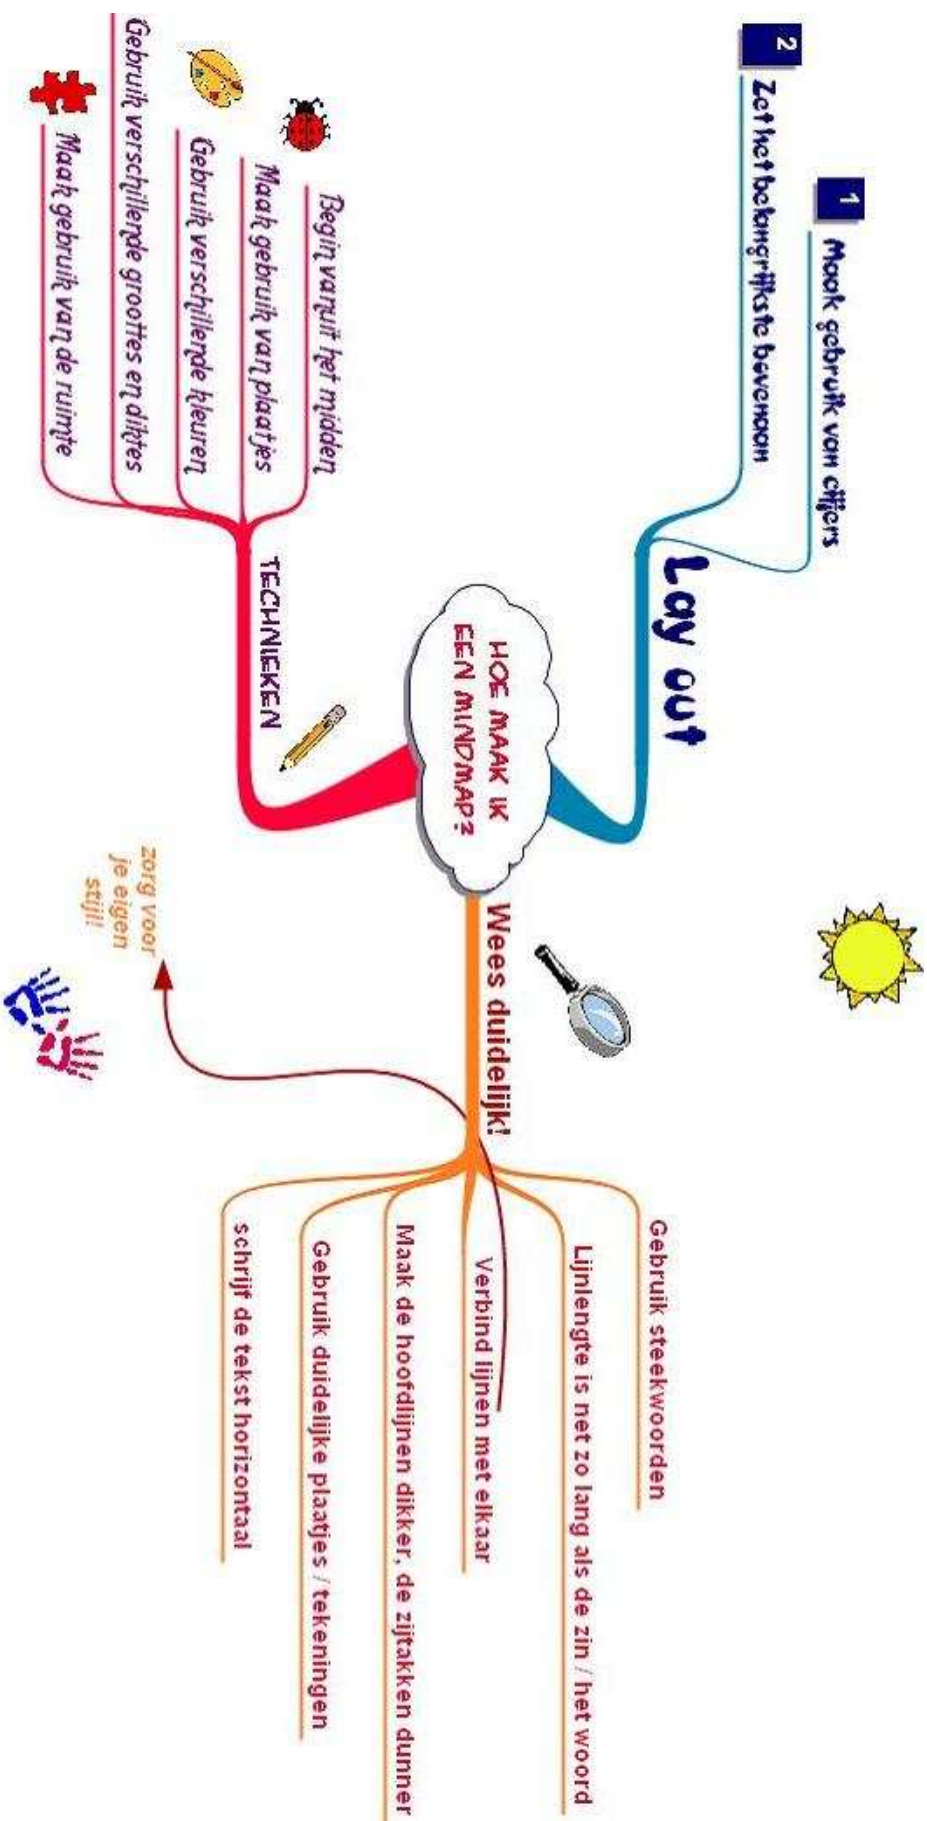 HOE MAAK IK
EEN MINDMAP?
Lay out
1
Maak gebruik van cijfers
2
Zet het belangrijkste bovenaan
TECHNIEKEN
Begin vanuit het midden
Maak gebruik van plaatjes
Gebruik verschillende kleuren
Gebruik verschillende groottes en diktes
Maak gebruik van de ruimte
Wees duidelijk!
Gebruik steekwoorden
Lijnlengte is net zo lang als de zin / het woord
Verbind lijnen met elkaar
Maak de hoofdlijnen dikker, de zijtakken dunner
Gebruik duidelijke plaatjes / tekeningen
schrijf de tekst horizontaal
zorg voor
je eigen
stijl!